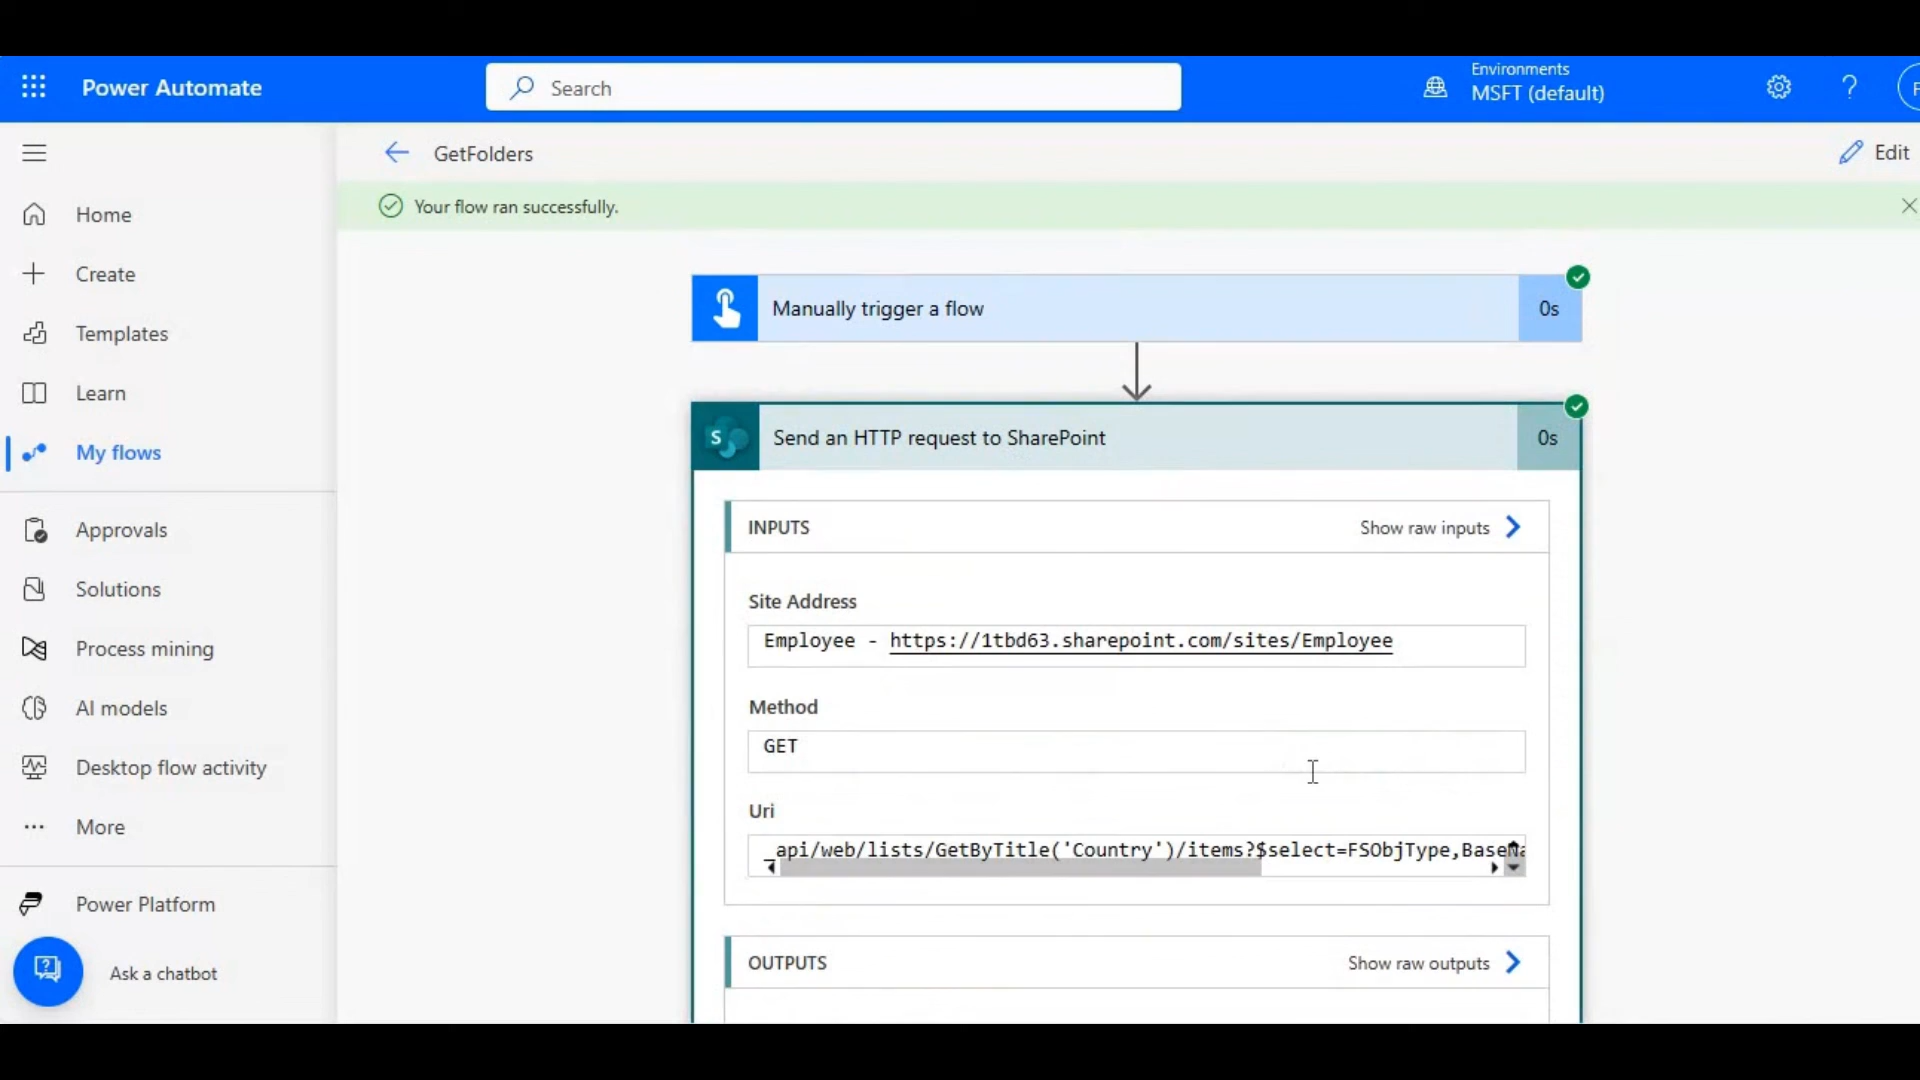 Power Automate
Search
Environments
MSFT (default)
?
GetFolders
Edit
Your flow ran successfully.
Home
Create
Templates
Learn
My flows
Approvals
Solutions
Process mining
AI models
Desktop flow activity
More
Power Platform
Ask a chatbot
Manually trigger a flow
0s
Send an HTTP request to SharePoint
0s
INPUTS
Show raw inputs
Site Address
Employee - https://1tbd63.sharepoint.com/sites/Employee
Method
GET
Uri
_api/web/lists/GetByTitle('Country')/items?$select=FSObjType,BaseNa
OUTPUTS
Show raw outputs